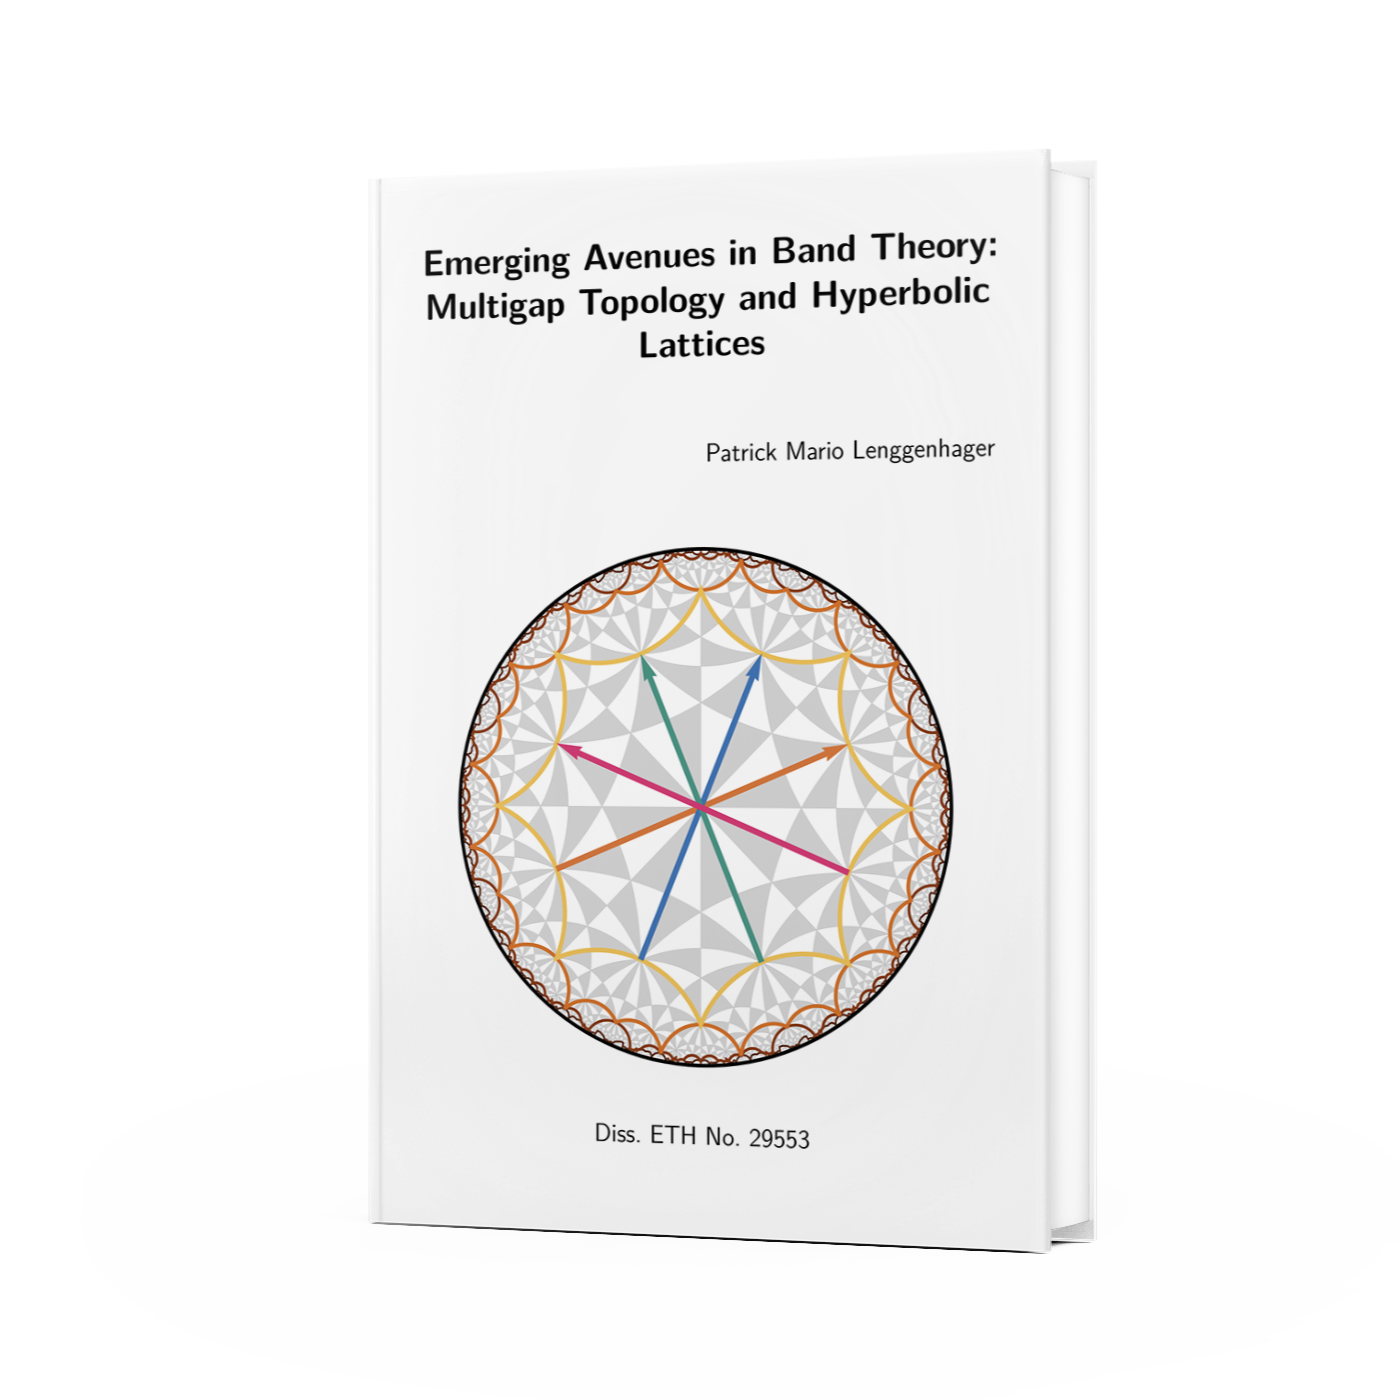 Emerging Avenues in Band Theory:
Multigap Topology and Hyperbolic
Lattices
Patrick Mario Lenggenhager
Diss. ETH No. 29553